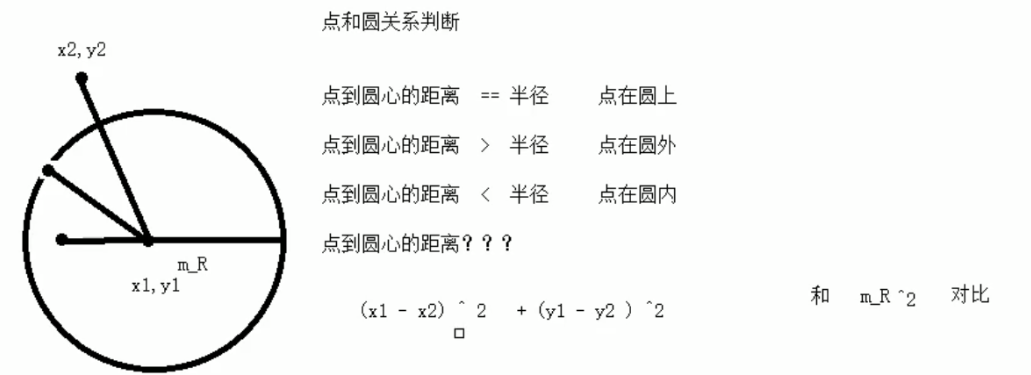 点和圆关系判断
x2,y2
点到圆心的距离 == 半径 点在圆上
点到圆心的距离 > 半径 点在圆外
点到圆心的距离 < 半径 点在圆内
点到圆心的距离？？？
m_R
x1,y1
(x1 - x2) ^ 2 + (y1 - y2 ) ^2 和 m_R ^2 对比